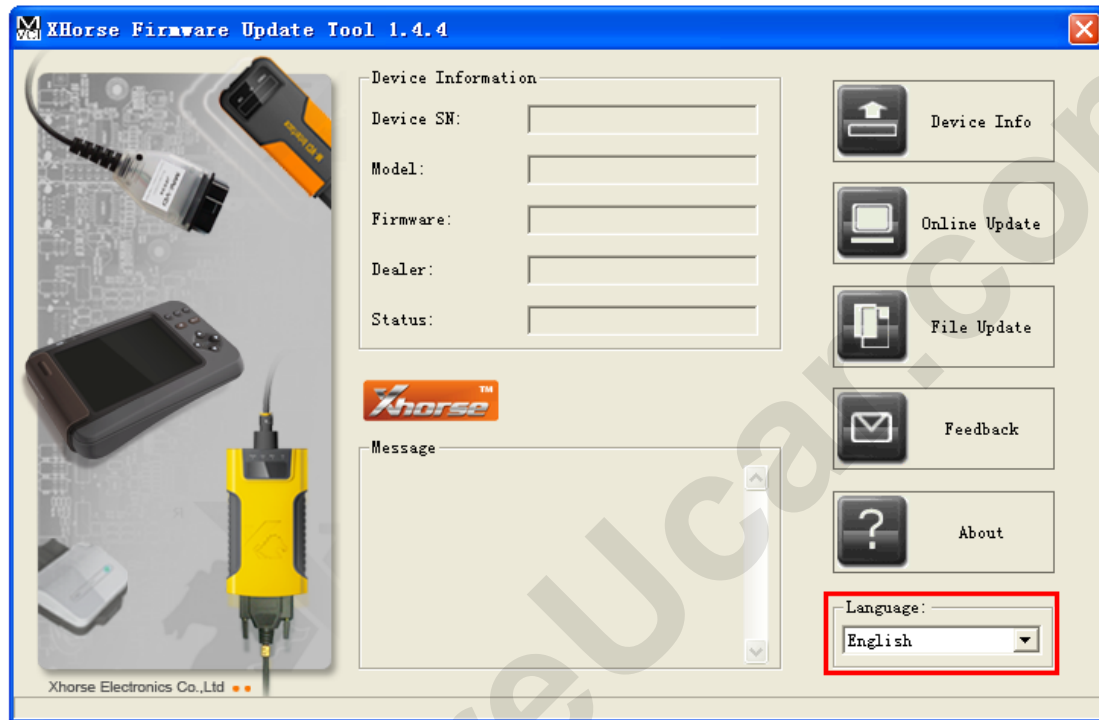 XHorse Firmware Update Tool 1.4.4
Device Information
Device SN:
Model:
Firmware:
Dealer:
Status:
Xhorse™
Message
Device Info
Online Update
File Update
Feedback
About
Language:
English
Xhorse Electronics Co.,Ltd